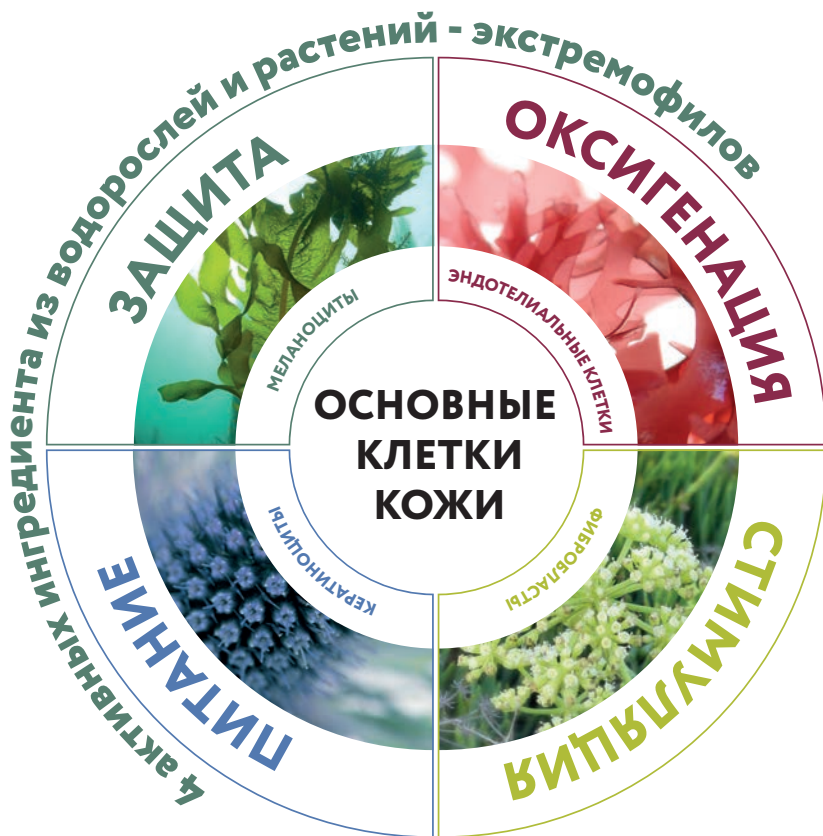 4 активных ингредиента из водорослей и растений - экстремофилов
ЗАЩИТА
ОКСИГЕНАЦИЯ
МЕЛАНОЦИТЫ
ЭНДОТЕЛИАЛЬНЫЕ КЛЕТКИ
ОСНОВНЫЕ
КЛЕТКИ
КОЖИ
КЕРАТИНОЦИТЫ
ФИБРОБЛАСТЫ
ПИТАНИЕ
СТИМУЛЯЦИЯ